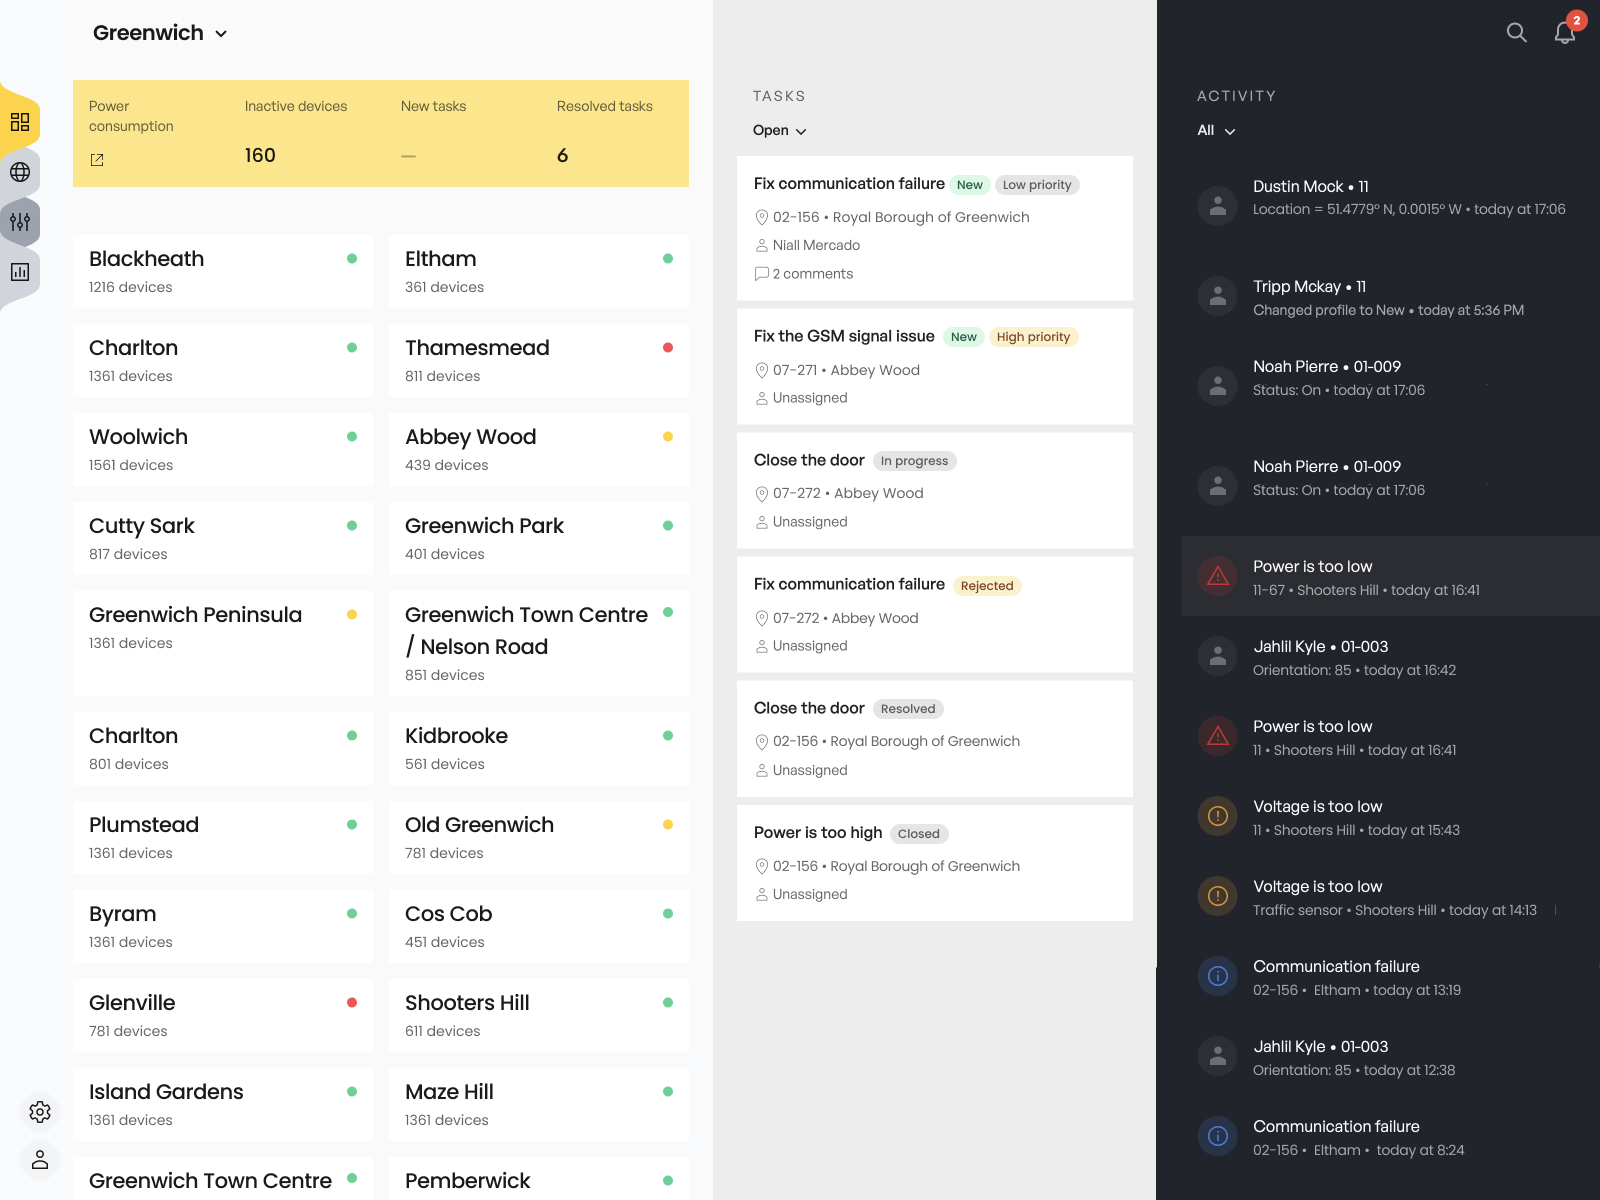 Greenwich
Power
consumption
Inactive devices
160
New tasks
—
Resolved tasks
6
Blackheath
1216 devices
Eltham
361 devices
Charlton
1361 devices
Thamesmead
811 devices
Woolwich
1561 devices
Abbey Wood
439 devices
Cutty Sark
817 devices
Greenwich Park
401 devices
Greenwich Peninsula
1361 devices
Greenwich Town Centre
/ Nelson Road
851 devices
Charlton
801 devices
Kidbrooke
561 devices
Plumstead
1361 devices
Old Greenwich
781 devices
Byram
1361 devices
Cos Cob
451 devices
Glenville
781 devices
Shooters Hill
611 devices
Island Gardens
1361 devices
Maze Hill
1361 devices
Greenwich Town Centre
Pemberwick
TASKS
Open
Fix communication failure New Low priority
02-156 • Royal Borough of Greenwich
Niall Mercado
2 comments
Fix the GSM signal issue New High priority
07-271 • Abbey Wood
Unassigned
Close the door In progress
07-272 • Abbey Wood
Unassigned
Fix communication failure Rejected
07-272 • Abbey Wood
Unassigned
Close the door Resolved
02-156 • Royal Borough of Greenwich
Unassigned
Power is too high Closed
02-156 • Royal Borough of Greenwich
Unassigned
2
ACTIVITY
All
Dustin Mock • 11
Location = 51.4779° N, 0.0015° W • today at 17:06
Tripp Mckay • 11
Changed profile to New • today at 5:36 PM
Noah Pierre • 01-009
Status: On • today at 17:06
Noah Pierre • 01-009
Status: On • today at 17:06
Power is too low
11-67 • Shooters Hill • today at 16:41
Jahlil Kyle • 01-003
Orientation: 85 • today at 16:42
Power is too low
11 • Shooters Hill • today at 16:41
Voltage is too low
11 • Shooters Hill • today at 15:43
Voltage is too low
Traffic sensor • Shooters Hill • today at 14:13
Communication failure
02-156 • Eltham • today at 13:19
Jahlil Kyle • 01-003
Orientation: 85 • today at 12:38
Communication failure
02-156 • Eltham • today at 8:24